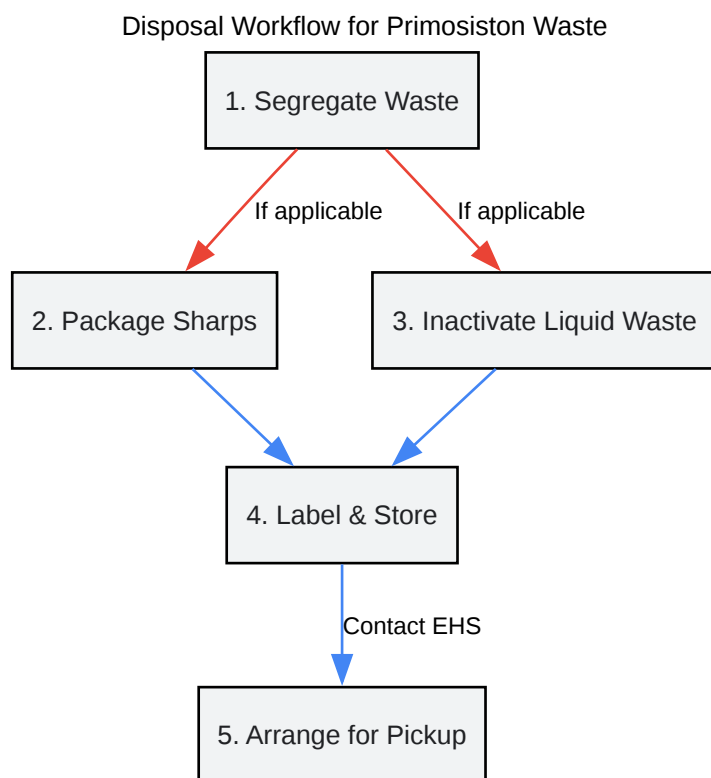 Disposal Workflow for Primosiston Waste
1. Segregate Waste
If applicable
If applicable
2. Package Sharps
3. Inactivate Liquid Waste
4. Label & Store
Contact EHS
5. Arrange for Pickup